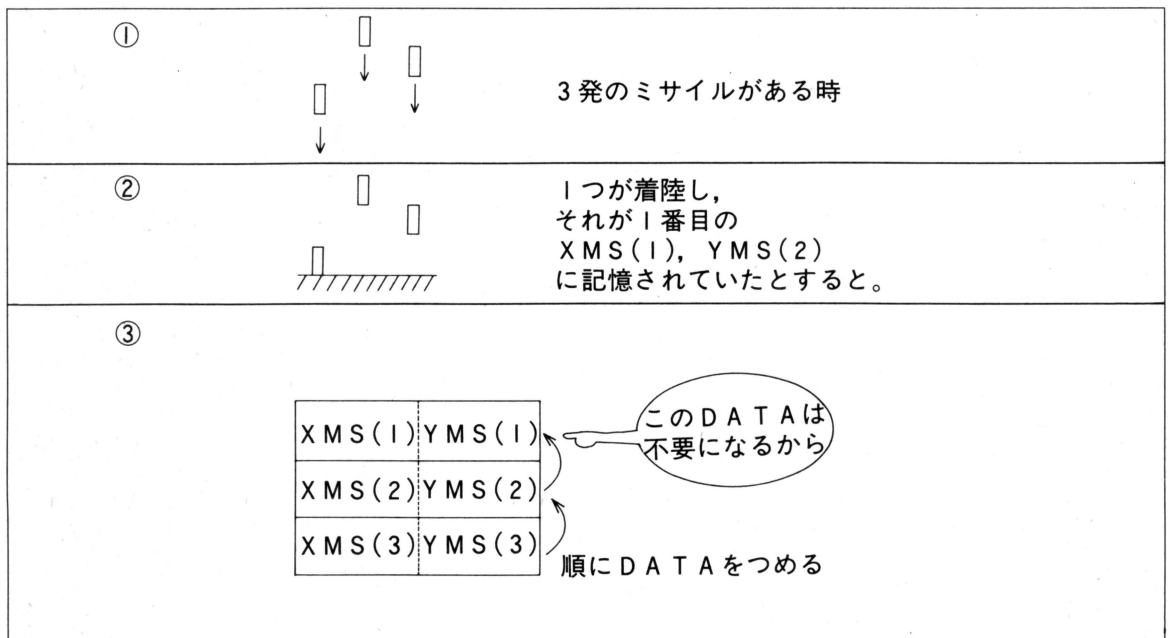 ①
3発のミサイルがある時
②
1つが着陸し,
それが1番目の
XMS(1), YMS(2)
に記憶されていたとすると。
③
XMS(1) YMS(1)
XMS(2) YMS(2)
XMS(3) YMS(3)
このDATAは
不要になるから
順にDATAをつめる